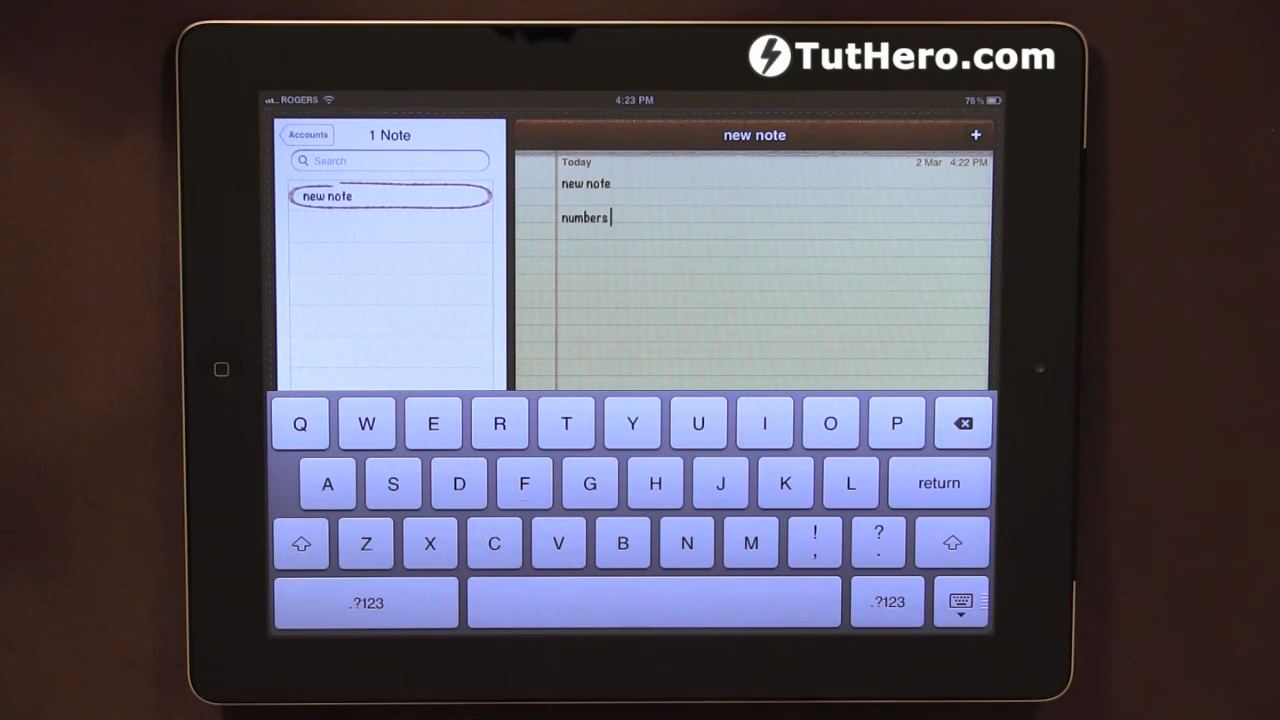 TutHero.com
ROGERS 4:23 PM 75%
Accounts 1 Note new note +
Search
Today 2 Mar 4:22 PM
new note
new note
numbers
Q W E R T Y U I O P
A S D F G H J K L return
Z X C V B N M ! , ? .
.?123 .?123